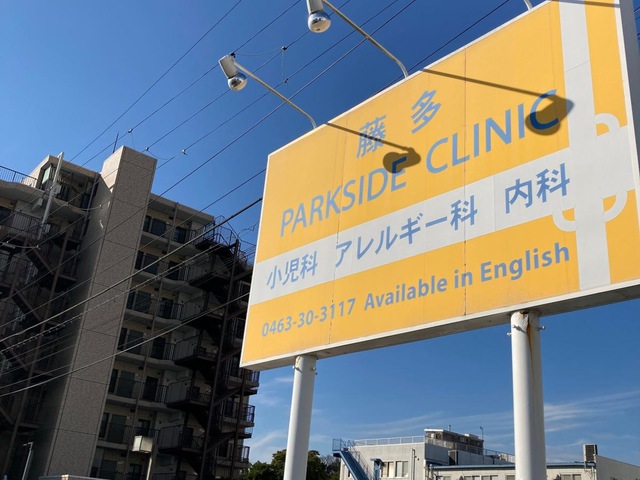 藤 多
PARKSIDE CLINIC
小児科 アレルギー科 内科
0463-30-3117 Available in English